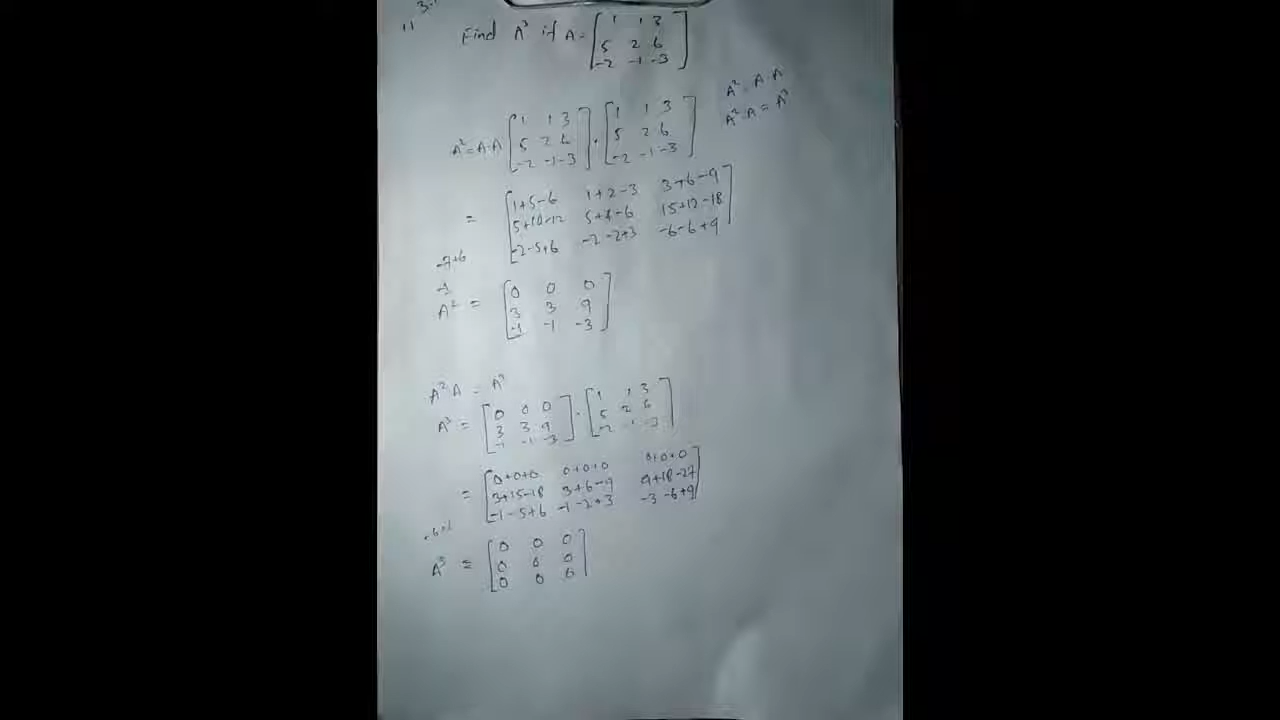 11 3.1
Find A³ if A = [1 1 3
5 2 6
-2 -1 -3]
A² = A·A
A²·A = A³
A² = A·A [1 1 3
5 2 6
-2 -1 -3] · [1 1 3
5 2 6
-2 -1 -3]
= [1+5-6 1+2-3 3+6-9
5+10-12 5+4-6 15+12-18
-2-5+6 -2-2+3 -6-6+9]
-7+6
-1
A² = [0 0 0
3 3 9
-1 -1 -3]
A² A = A³
A³ = [0 0 0
3 3 9
-1 -1 -3] · [1 1 3
5 2 6
-2 -1 -3]
= [0+0+0 0+0+0 0+0+0
3+15-18 3+6-9 9+18-27
-1-5+6 -1-2+3 -3-6+9]
A³ = [0 0 0
0 0 0
0 0 0]